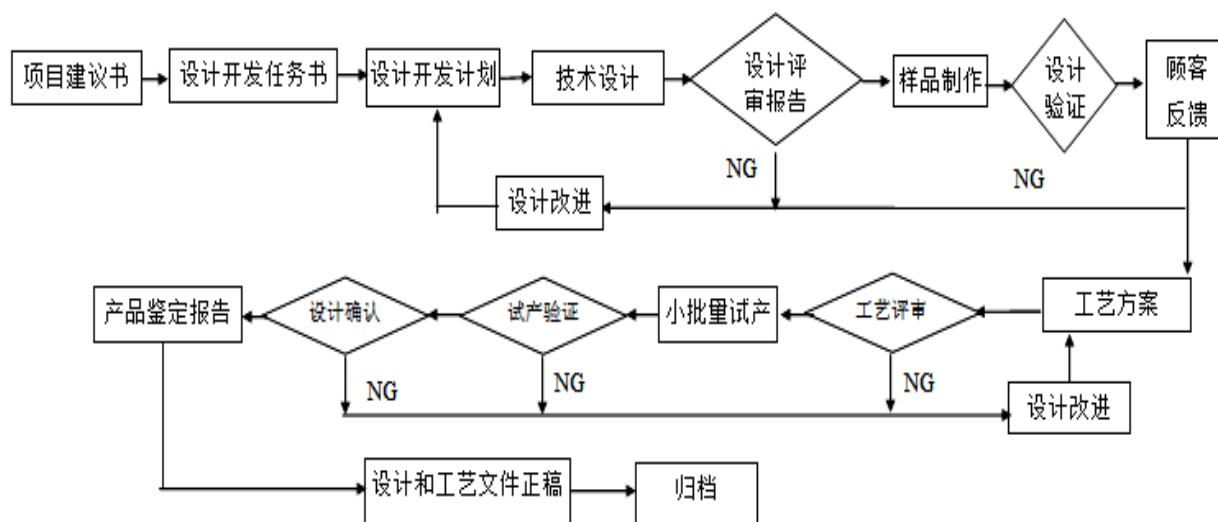 项目建议书
设计开发任务书
设计开发计划
技术设计
设计评
审报告
样品制作
设计
验证
顾客
反馈
NG
NG
设计改进
产品鉴定报告
设计确认
试产验证
小批量试产
工艺评审
工艺方案
NG
NG
NG
设计改进
设计和工艺文件正稿
归档